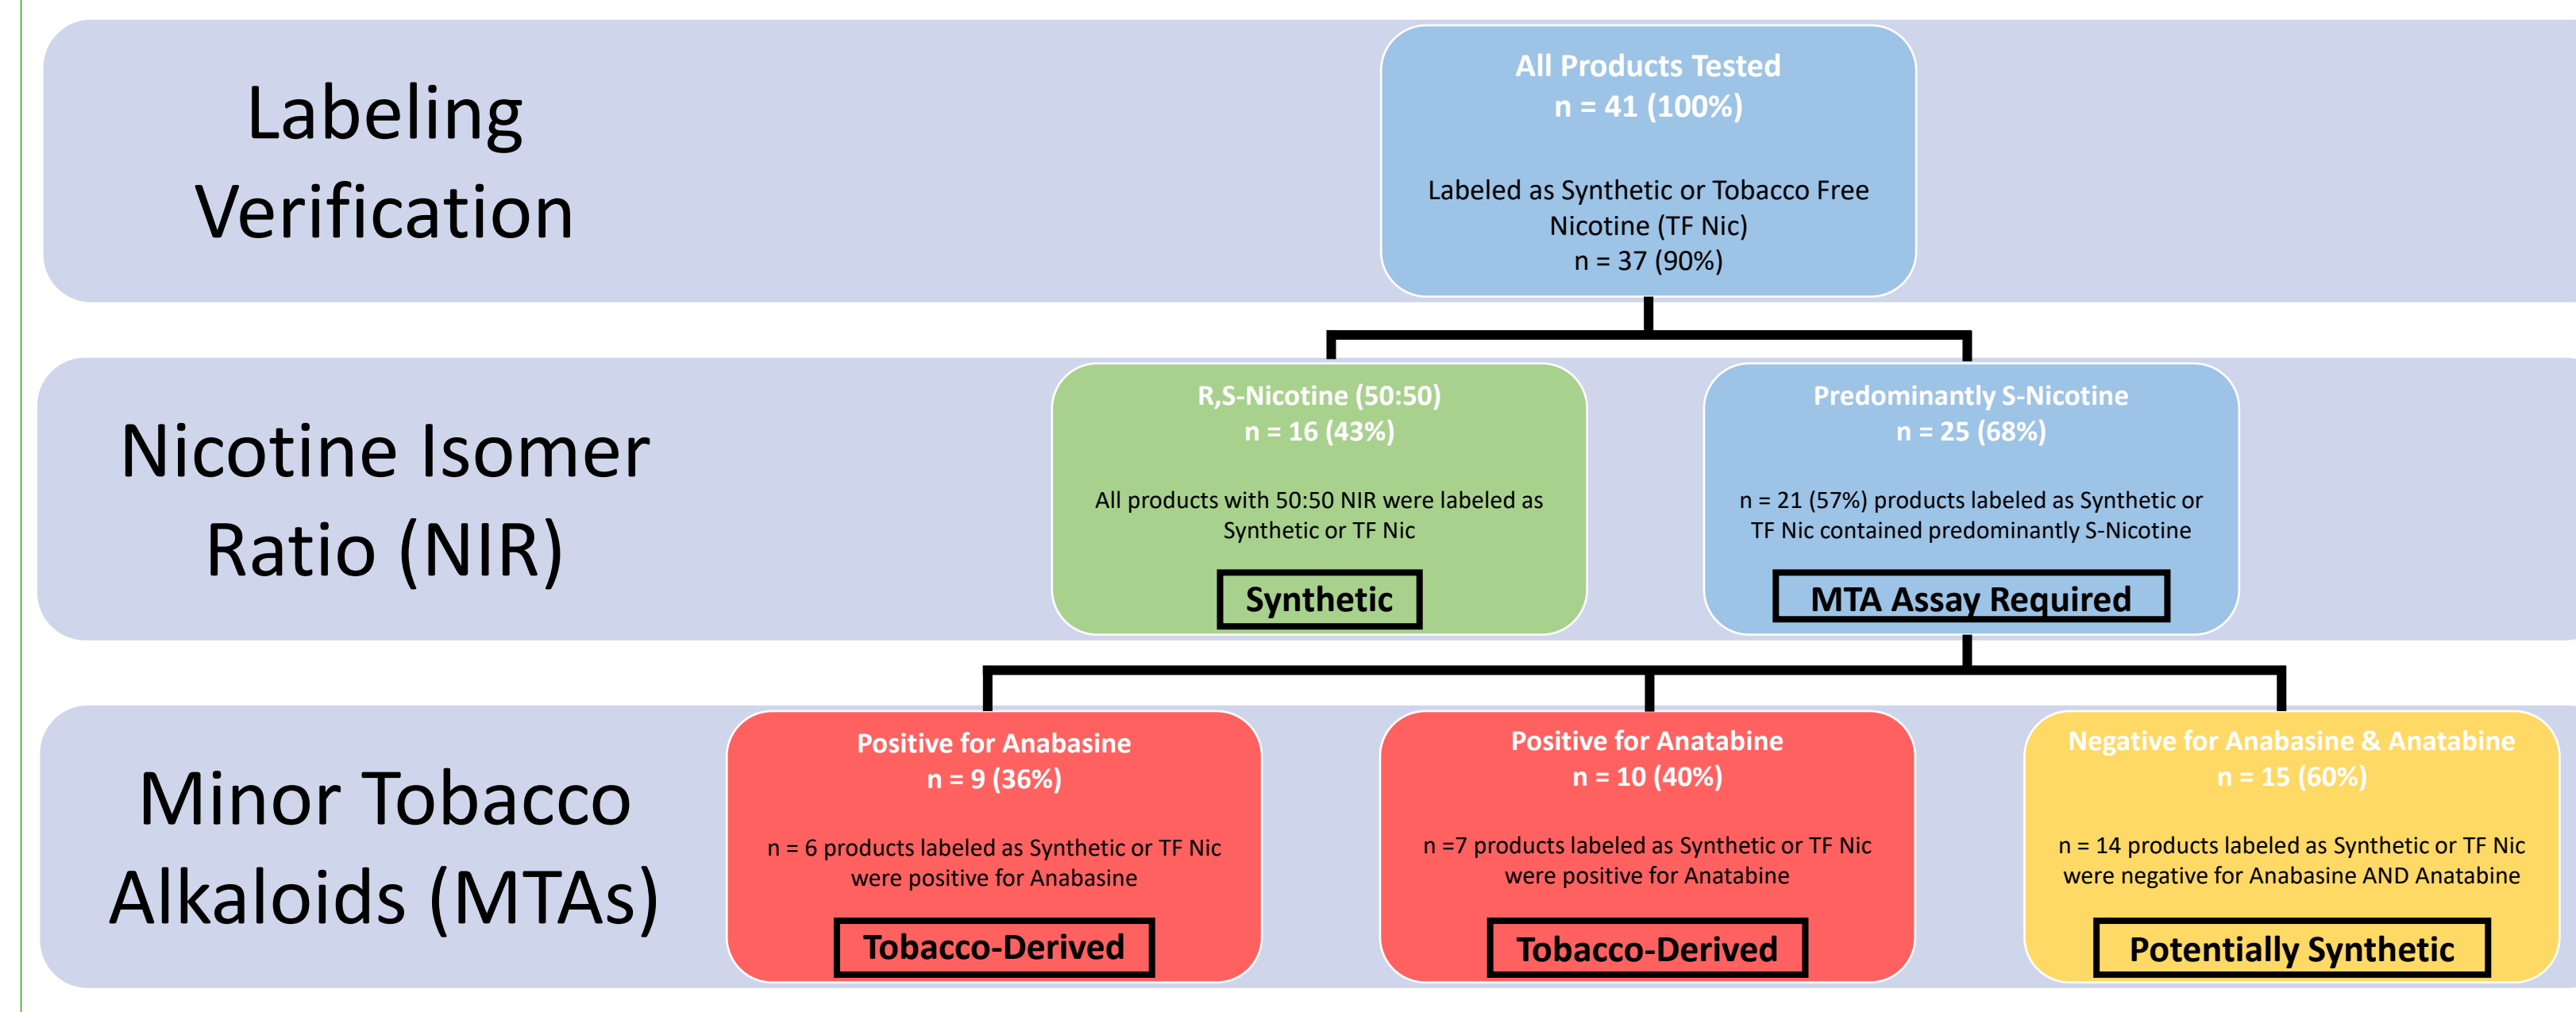 Labeling
Verification
All Products Tested
n = 41 (100%)
Labeled as Synthetic or Tobacco Free
Nicotine (TF Nic)
n = 37 (90%)
Nicotine Isomer
Ratio (NIR)
R,S-Nicotine (50:50)
n = 16 (43%)
All products with 50:50 NIR were labeled as
Synthetic or TF Nic
Synthetic
Predominantly S-Nicotine
n = 25 (68%)
n = 21 (57%) products labeled as Synthetic or
TF Nic contained predominantly S-Nicotine
MTA Assay Required
Minor Tobacco
Alkaloids (MTAs)
Positive for Anabasine
n = 9 (36%)
n = 6 products labeled as Synthetic or TF Nic
were positive for Anabasine
Tobacco-Derived
Positive for Anatabine
n = 10 (40%)
n =7 products labeled as Synthetic or TF Nic
were positive for Anatabine
Tobacco-Derived
Negative for Anabasine & Anatabine
n = 15 (60%)
n = 14 products labeled as Synthetic or TF Nic
were negative for Anabasine AND Anatabine
Potentially Synthetic